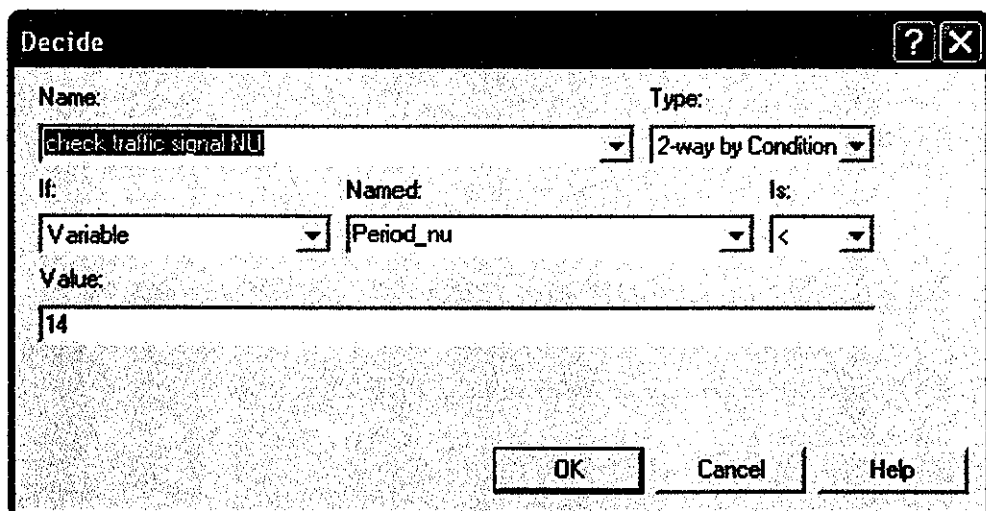 Decide
Name: Type:
check traffic signal NU 2-way by Condition
If: Named: Is:
Variable Period_nu <
Value:
14
OK Cancel Help